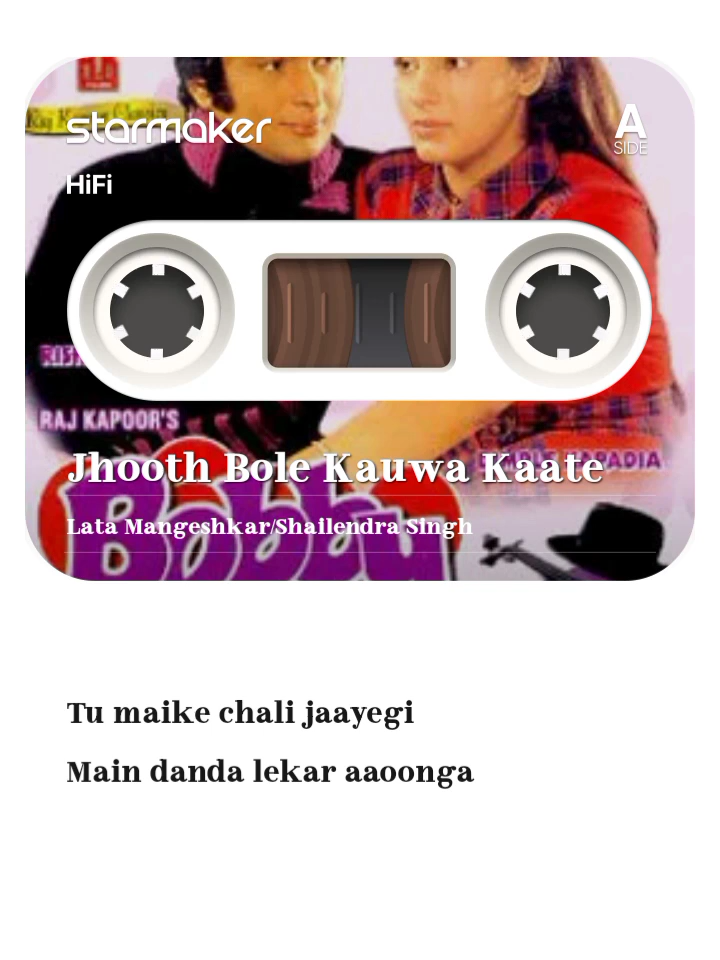 starmaker
A
SIDE
HiFi
RAJ KAPOOR'S
Jhooth Bole Kauwa Kaate
Lata Mangeshkar/Shailendra Singh
Bobby
Tu maike chali jaayegi
Main danda lekar aaoonga